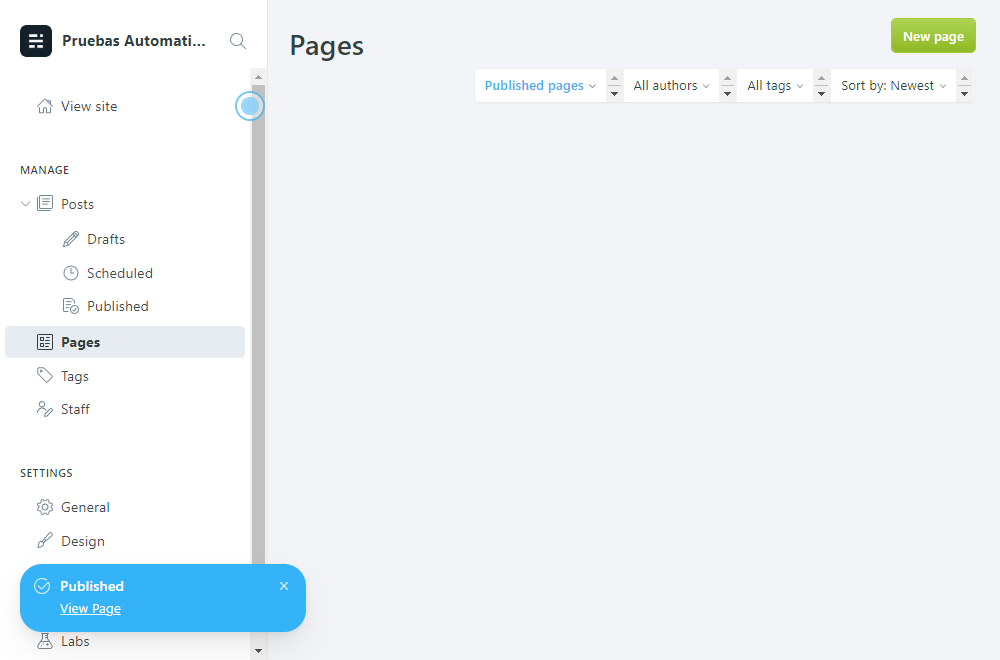 Pruebas Automati...
View site
MANAGE
Posts
Drafts
Scheduled
Published
Pages
Tags
Staff
SETTINGS
General
Design
Labs
Published
View Page
Pages
New page
Published pages
All authors
All tags
Sort by: Newest